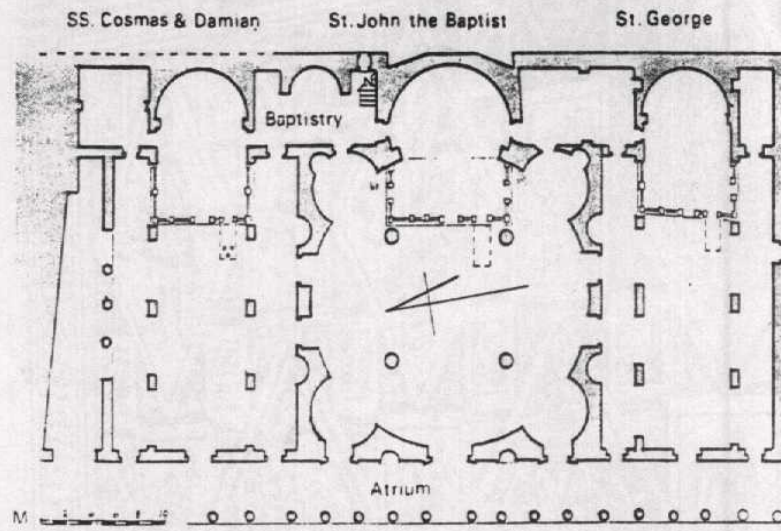 SS. Cosmas & Damian St. John the Baptist St. George
Baptistry
Atrium
M